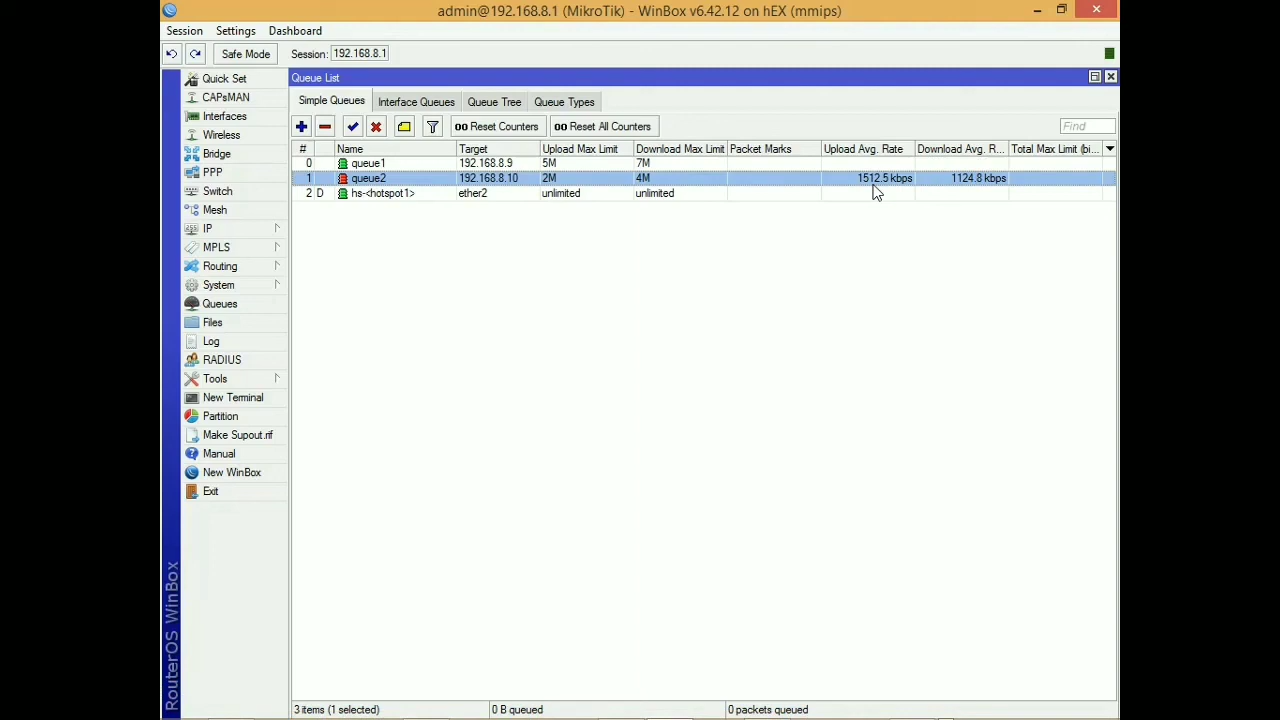 admin@192.168.8.1 (MikroTik) - WinBox v6.42.12 on hEX (mmips)
Session Settings Dashboard
Safe Mode Session: 192.168.8.1
Quick Set
CAPsMAN
Interfaces
Wireless
Bridge
PPP
Switch
Mesh
IP
MPLS
Routing
System
Queues
Files
Log
RADIUS
Tools
New Terminal
Partition
Make Supout.rif
Manual
New WinBox
Exit
RouterOS WinBox
Queue List
Simple Queues Interface Queues Queue Tree Queue Types
00 Reset Counters 00 Reset All Counters Find
# Name Target Upload Max Limit Download Max Limit Packet Marks Upload Avg. Rate Download Avg. R... Total Max Limit (bi...
0 queue1 192.168.8.9 5M 7M
1 queue2 192.168.8.10 2M 4M 1512.5 kbps 1124.8 kbps
2 D hs-<hotspot1> ether2 unlimited unlimited
3 items (1 selected) 0 B queued 0 packets queued